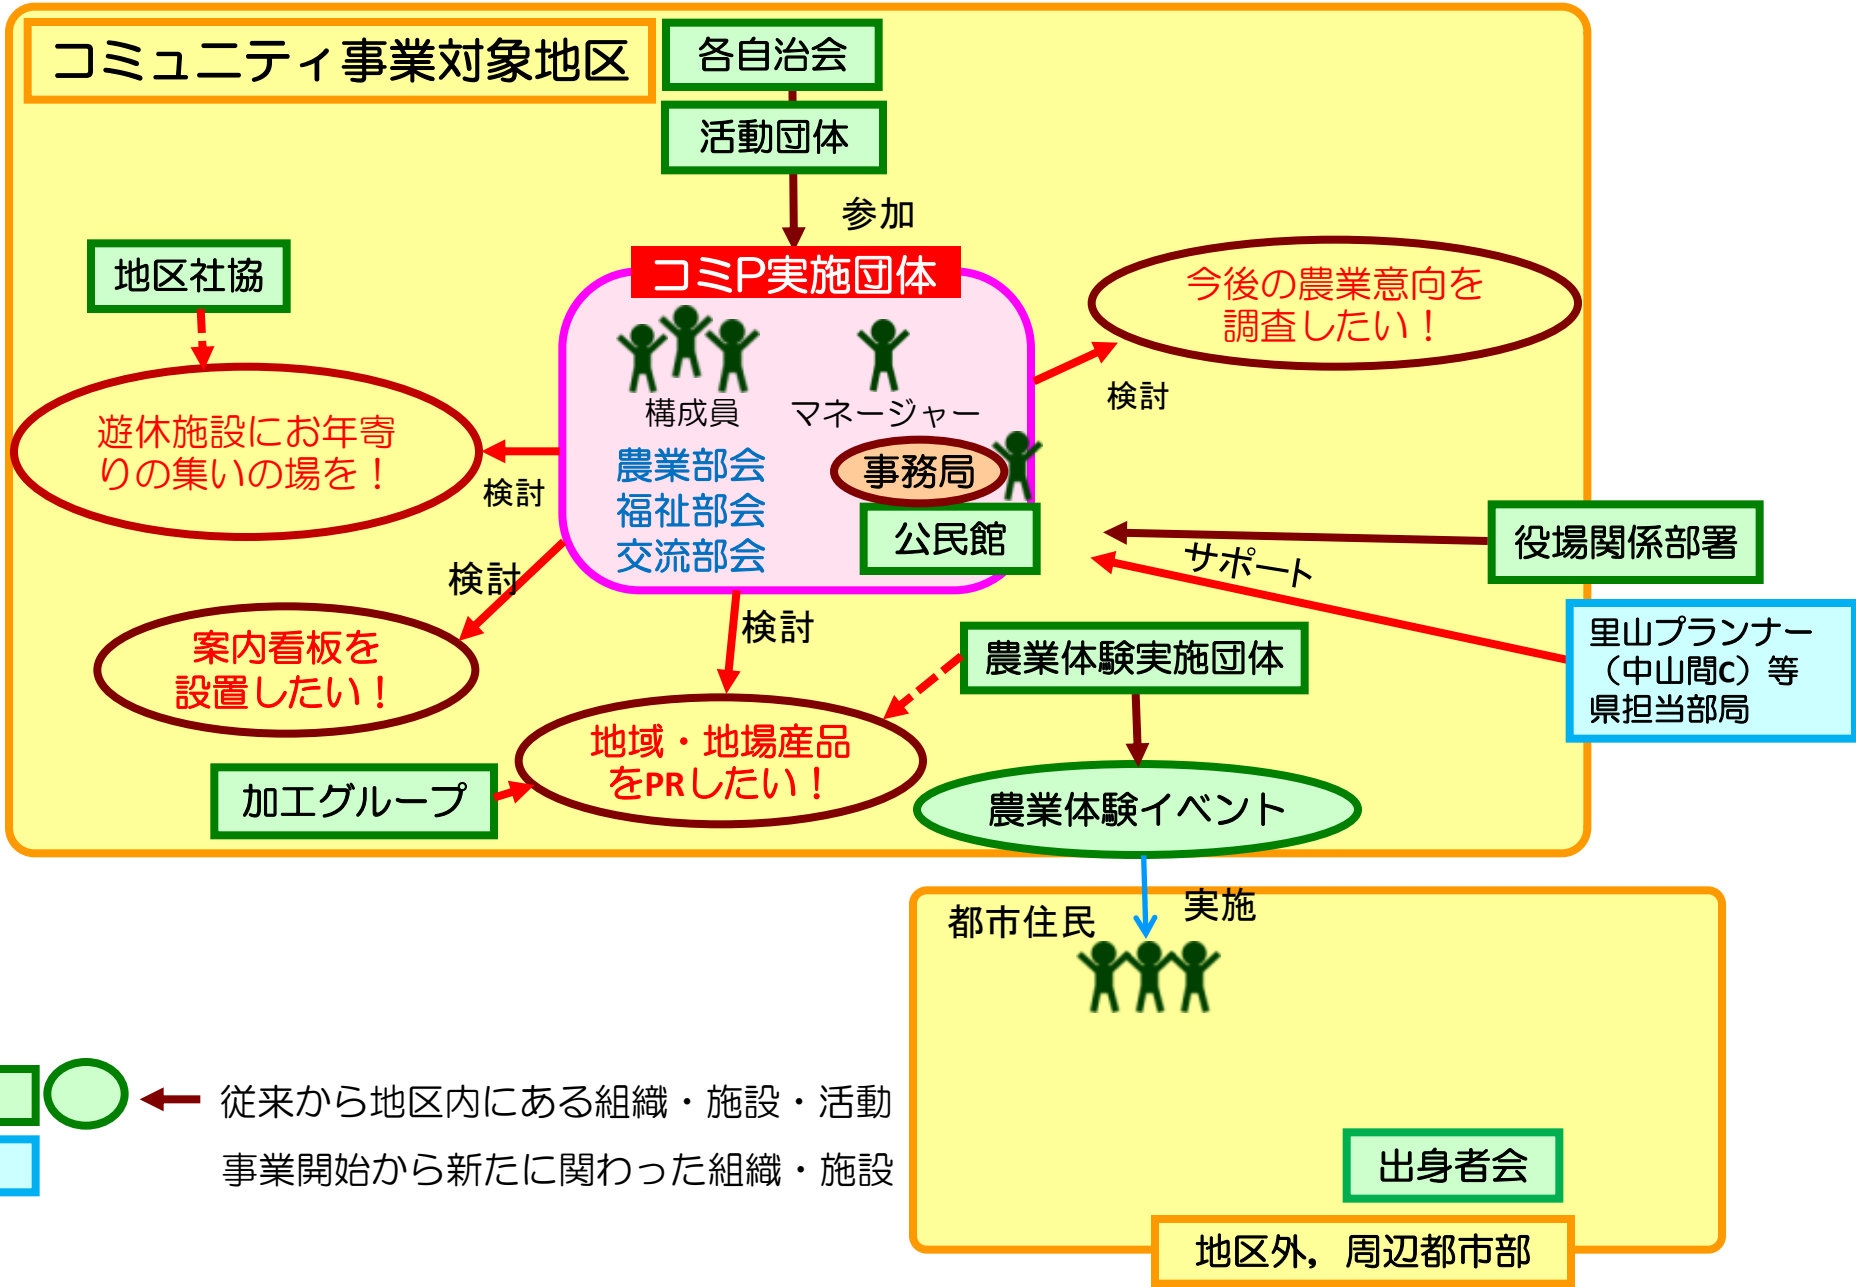 コミュニティ事業対象地区
各自治会
活動団体
参加
地区社協
コミP実施団体
今後の農業意向を
調査したい！
検討
構成員
マネージャー
遊休施設にお年寄
りの集いの場を！
検討
農業部会
福祉部会
交流部会
事務局
公民館
役場関係部署
サポート
検討
案内看板を
設置したい！
検討
農業体験実施団体
里山プランナー
（中山間C）等
県担当部局
地域・地場産品
をPRしたい！
加工グループ
農業体験イベント
都市住民
実施
従来から地区内にある組織・施設・活動
事業開始から新たに関わった組織・施設
出身者会
地区外，周辺都市部